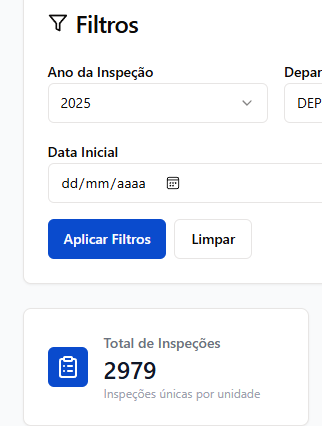 Filtros
Ano da Inspeção
Depar
2025
DEP
Data Inicial
dd/mm/aaaa
Aplicar Filtros
Limpar
Total de Inspeções
2979
Inspeções únicas por unidade